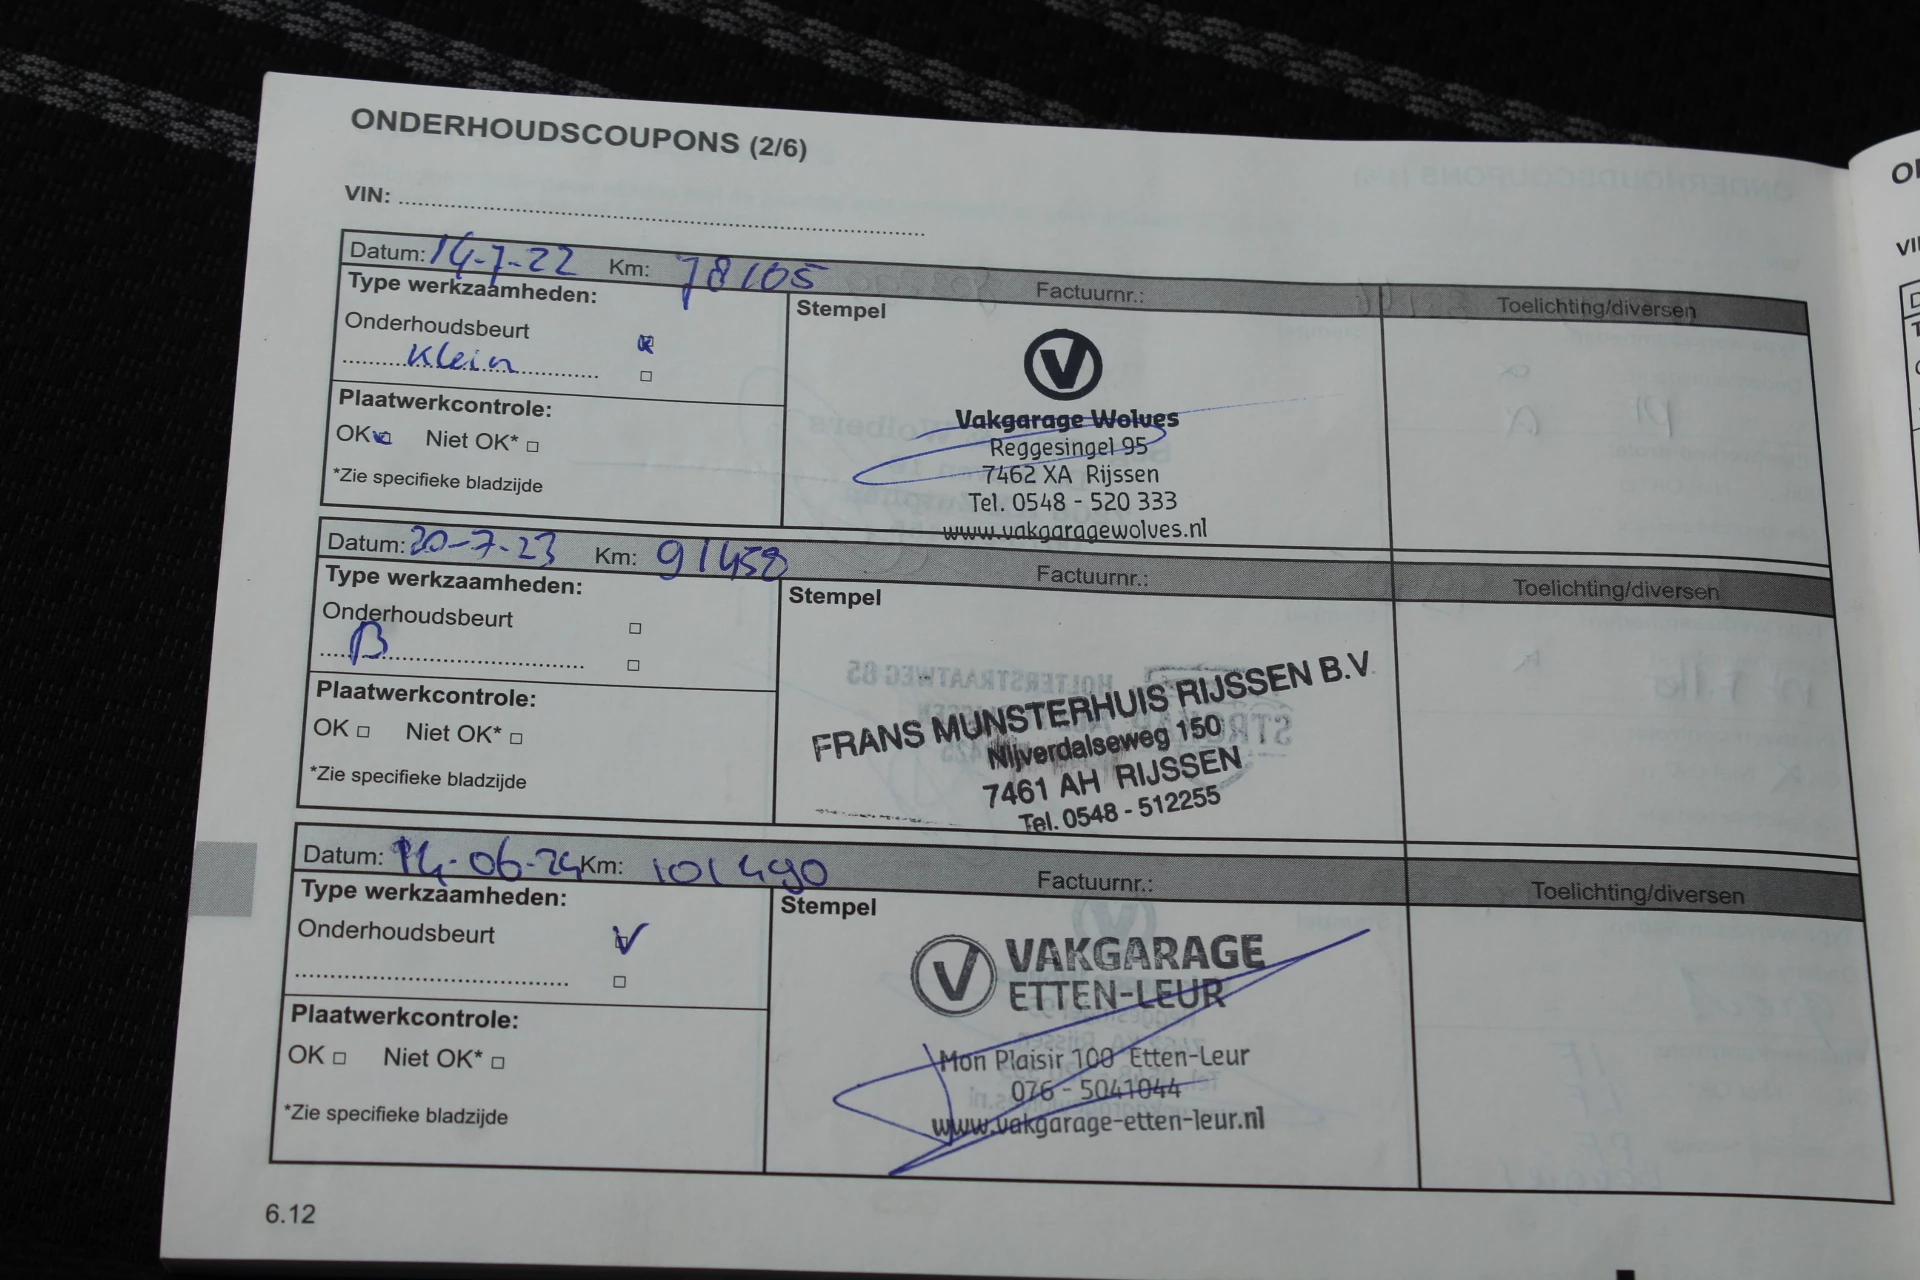 ONDERHOUDSCOUPONS (2/6)
VIN: ..........
Datum: 14-7-22 Km: 78105 Factuurnr.: Toelichting/diversen
Type werkzaamheden:
Stempel
Onderhoudsbeurt
Klein
Plaatwerkcontrole:
OK Niet OK*
*Zie specifieke bladzijde
V
Vakgarage Wolves
Reggesingel 95
7462 XA Rijssen
Tel. 0548 - 520 333
www.vakgaragewolves.nl
Datum: 20-7-23 Km: 91458 Factuurnr.: Toelichting/diversen
Type werkzaamheden:
Stempel
Onderhoudsbeurt
B
Plaatwerkcontrole:
OK Niet OK*
*Zie specifieke bladzijde
FRANS MUNSTERHUIS RIJSSEN B.V.
Nijverdalseweg 150
7461 AH RIJSSEN
Tel. 0548 - 512255
Datum: 14-06-24 Km: 101490 Factuurnr.: Toelichting/diversen
Type werkzaamheden:
Stempel
Onderhoudsbeurt
Plaatwerkcontrole:
OK Niet OK*
*Zie specifieke bladzijde
V VAKGARAGE
ETTEN-LEUR
Mon Plaisir 100 Etten-Leur
076 - 5041044
www.vakgarage-etten-leur.nl
6.12